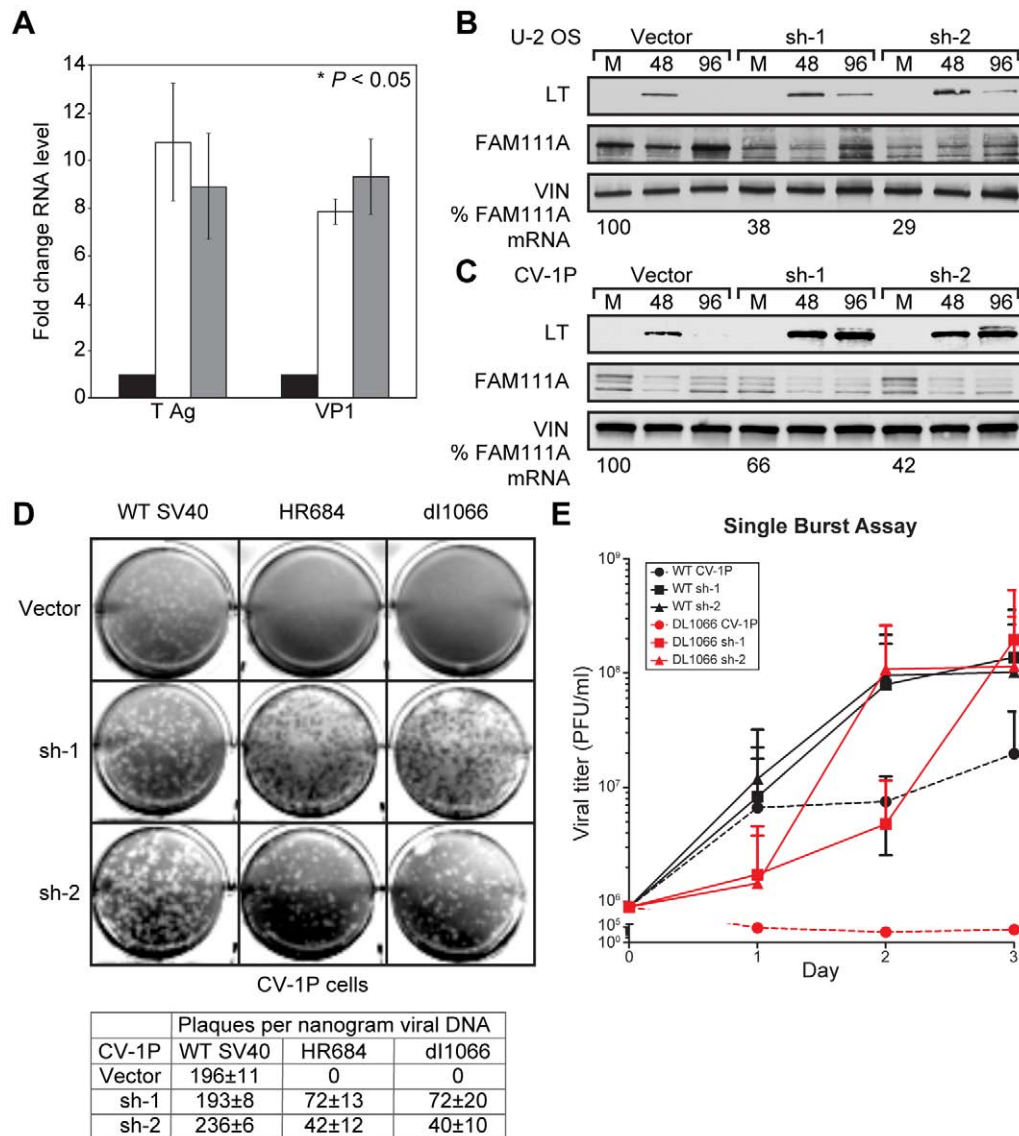 A
* P < 0.05
Fold change RNA level
14
12
10
8
6
4
2
0
T Ag
VP1
B
U-2 OS
Vector
sh-1
sh-2
M 48 96 M 48 96 M 48 96
LT
FAM111A
VIN
% FAM111A
mRNA
100 38 29
C
CV-1P
Vector
sh-1
sh-2
M 48 96 M 48 96 M 48 96
LT
FAM111A
VIN
% FAM111A
mRNA
100 66 42
D
WT SV40 HR684 dl1066
Vector
sh-1
sh-2
CV-1P cells
Plaques per nanogram viral DNA
CV-1P WT SV40 HR684 dl1066
Vector 196±11 0 0
sh-1 193±8 72±13 72±20
sh-2 236±6 42±12 40±10
E
Single Burst Assay
WT CV-1P
WT sh-1
WT sh-2
DL1066 CV-1P
DL1066 sh-1
DL1066 sh-2
Viral titer (PFU/ml)
10⁹
10⁸
10⁷
10⁶
10⁵
10⁰
0 1 2 3
Day